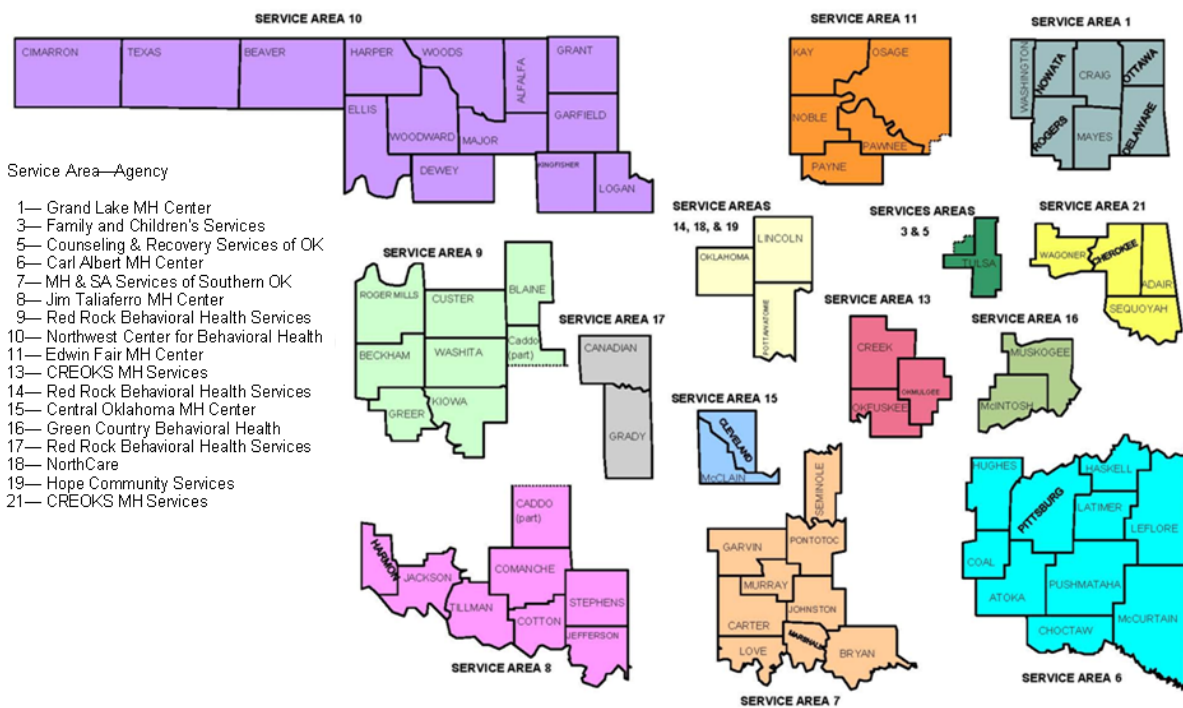 SERVICE AREA 10
CIMARRON
TEXAS
BEAVER
HARPER
WOODS
ALFALFA
GRANT
ELLIS
WOODWARD
MAJOR
GARFIELD
DEWEY
KINGFISHER
LOGAN
SERVICE AREA 11
KAY
OSAGE
NOBLE
PAWNEE
PAYNE
SERVICE AREA 1
WASHINGTON
NOWATA
CRAIG
OTTAWA
ROGERS
MAYES
DELAWARE
Service Area—Agency
1— Grand Lake MH Center
3— Family and Children's Services
5— Counseling & Recovery Services of OK
6— Carl Albert MH Center
7— MH & SA Services of Southern OK
8— Jim Taliaferro MH Center
9— Red Rock Behavioral Health Services
10— Northwest Center for Behavioral Health
11— Edwin Fair MH Center
13— CREOKS MH Services
14— Red Rock Behavioral Health Services
15— Central Oklahoma MH Center
16— Green Country Behavioral Health
17— Red Rock Behavioral Health Services
18— NorthCare
19— Hope Community Services
21— CREOKS MH Services
SERVICE AREA 9
ROGER MILLS
CUSTER
BLAINE
BECKHAM
WASHITA
Caddo
(part)
GREER
KIOWA
SERVICE AREA 17
CANADIAN
GRADY
SERVICE AREAS
14, 18, & 19
OKLAHOMA
LINCOLN
POTTAWATOMIE
SERVICES AREAS
3 & 5
TULSA
SERVICE AREA 21
WAGONER
CHEROKEE
ADAIR
SEQUOYAH
SERVICE AREA 13
CREEK
OKMULGEE
OKFUSKEE
SERVICE AREA 16
MUSKOGEE
McINTOSH
SERVICE AREA 15
CLEVELAND
McCLAIN
CADDO
(part)
HARMON
JACKSON
TILLMAN
COMANCHE
COTTON
STEPHENS
JEFFERSON
SERVICE AREA 8
SEMINOLE
GARVIN
PONTOTOC
MURRAY
CARTER
JOHNSTON
LOVE
MARSHALL
BRYAN
SERVICE AREA 7
HUGHES
PITTSBURG
HASKELL
LATIMER
LEFLORE
COAL
ATOKA
PUSHMATAHA
CHOCTAW
McCURTAIN
SERVICE AREA 6